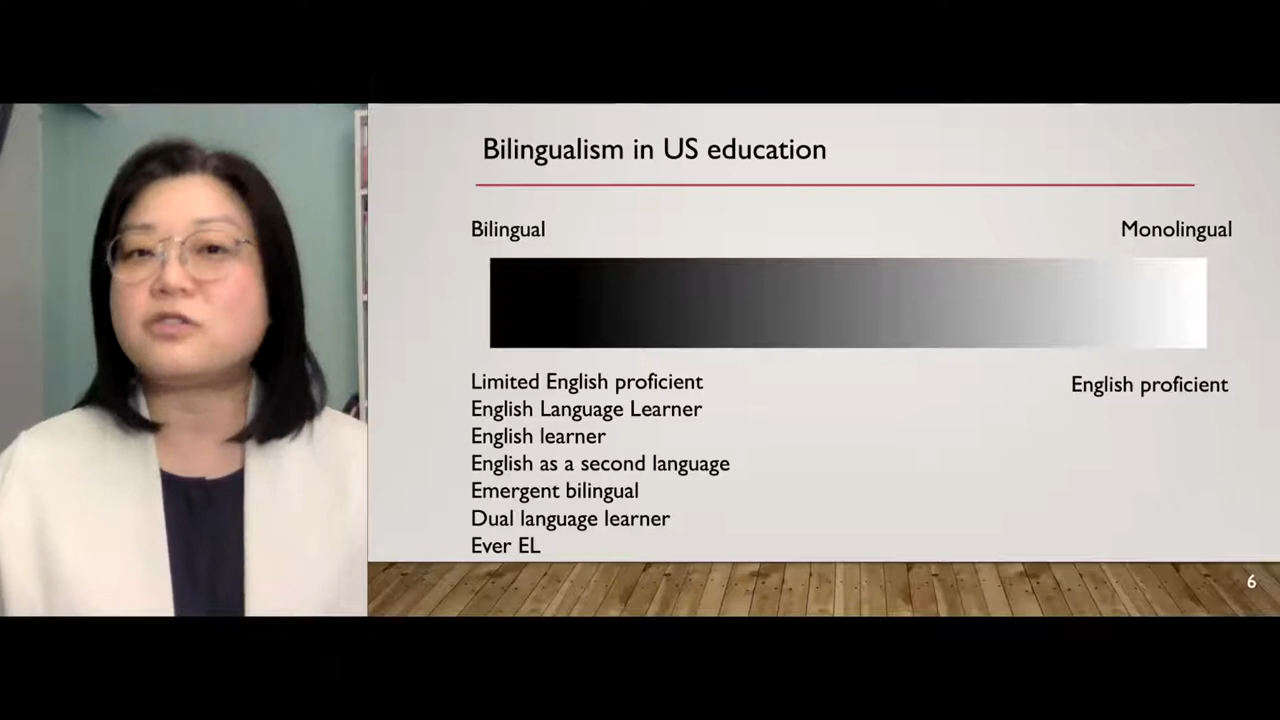 Bilingualism in US education
Bilingual
Monolingual
Limited English proficient
English proficient
English Language Learner
English learner
English as a second language
Emergent bilingual
Dual language learner
Ever EL
6